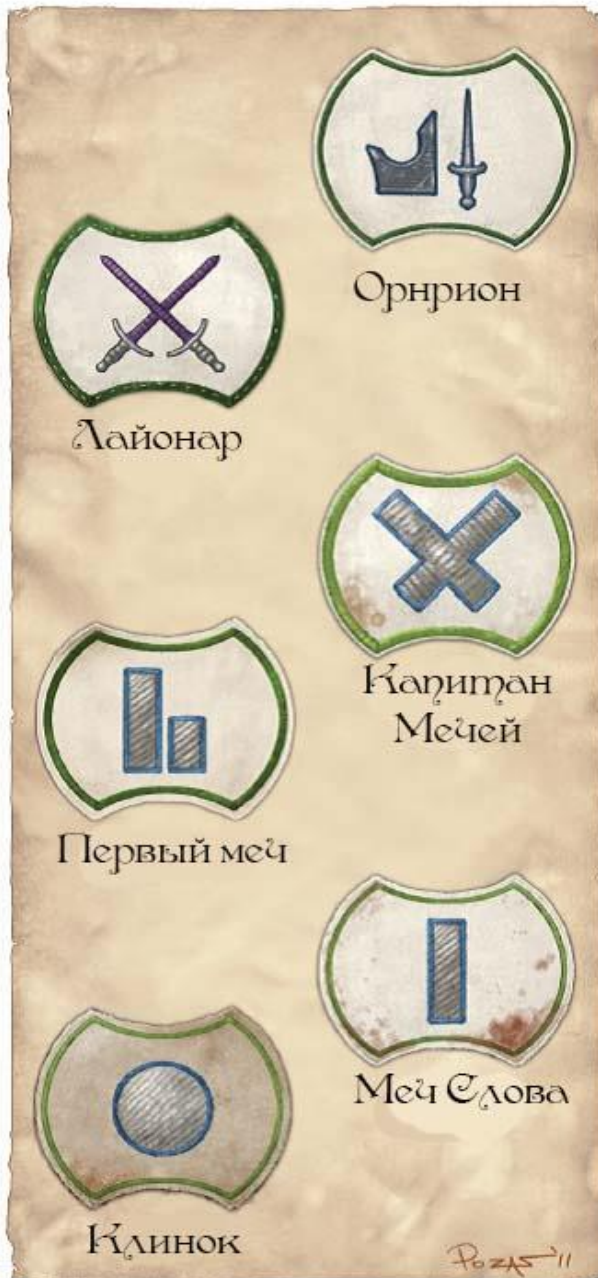 Орнрион
Лайонар
Капитан
Мечей
Первый меч
Меч Слова
Клинок
Pozas '11